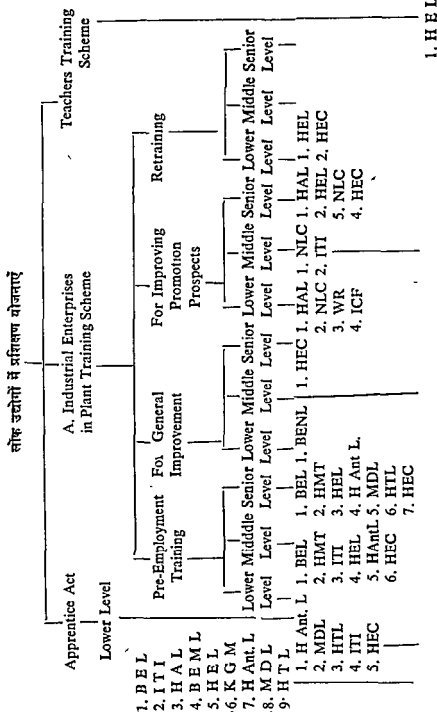 लोक उद्योगों में प्रशिक्षण योजनाएँ
Apprentice Act
Lower Level
A. Industrial Enterprises
in Plant Training Scheme
Teachers Training
Scheme
Pre-Employment
Training
For General
Improvement
For Improving
Promotion
Prospects
Retraining
Lower Midddle Senior Lower Middle Senior Lower Middle Senior Lower Middle Senior
Level Level Level Level Level Level Level Level Level Level Level Level
1. B E L
2. I T I
3. H A L
4. B E M L
5. H E L
6. K G M
7. H Ant. L
8. M D L
9. H T L
1. H Ant. L
2. MDL
3. HTL
4. ITI
5. HEC
1. BEL
2. HMT
3. ITI
4. HEL
5. HAntL
6. HEC
1. BEL
2. HMT
3. HEL
4. H Ant L.
5. MDL
6. HTL
7. HEC
1. BENL
1. HEC
1. HAL
2. NLC
3. WR
4. ICF
1. NLC
2. ITI
1. HAL
2. HEL
5. NLC
4. HEC
1. HEL
2. HEC
1. H E L